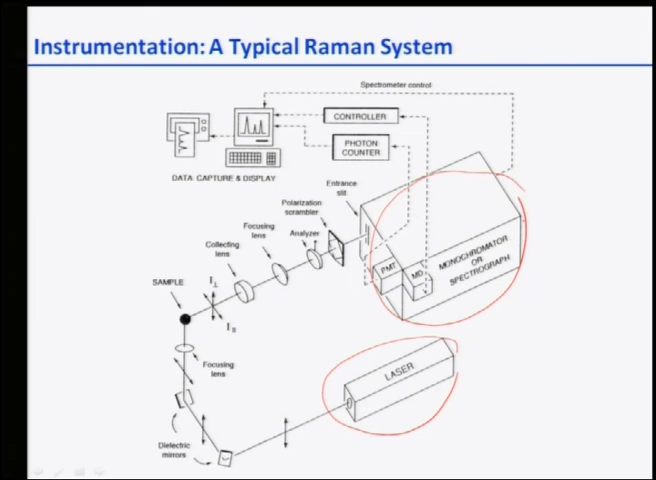 Instrumentation: A Typical Raman System
Spectrometer control
CONTROLLER
PHOTON
COUNTER
DATA: CAPTURE & DISPLAY
Entrance
slit
Polarization
scrambler
Focusing
lens
Analyzer
Collecting
lens
PMT
MD
MONOCHROMATOR
OR
SPECTROGRAPH
SAMPLE
I⊥
I||
Focusing
lens
LASER
Dielectric
mirrors